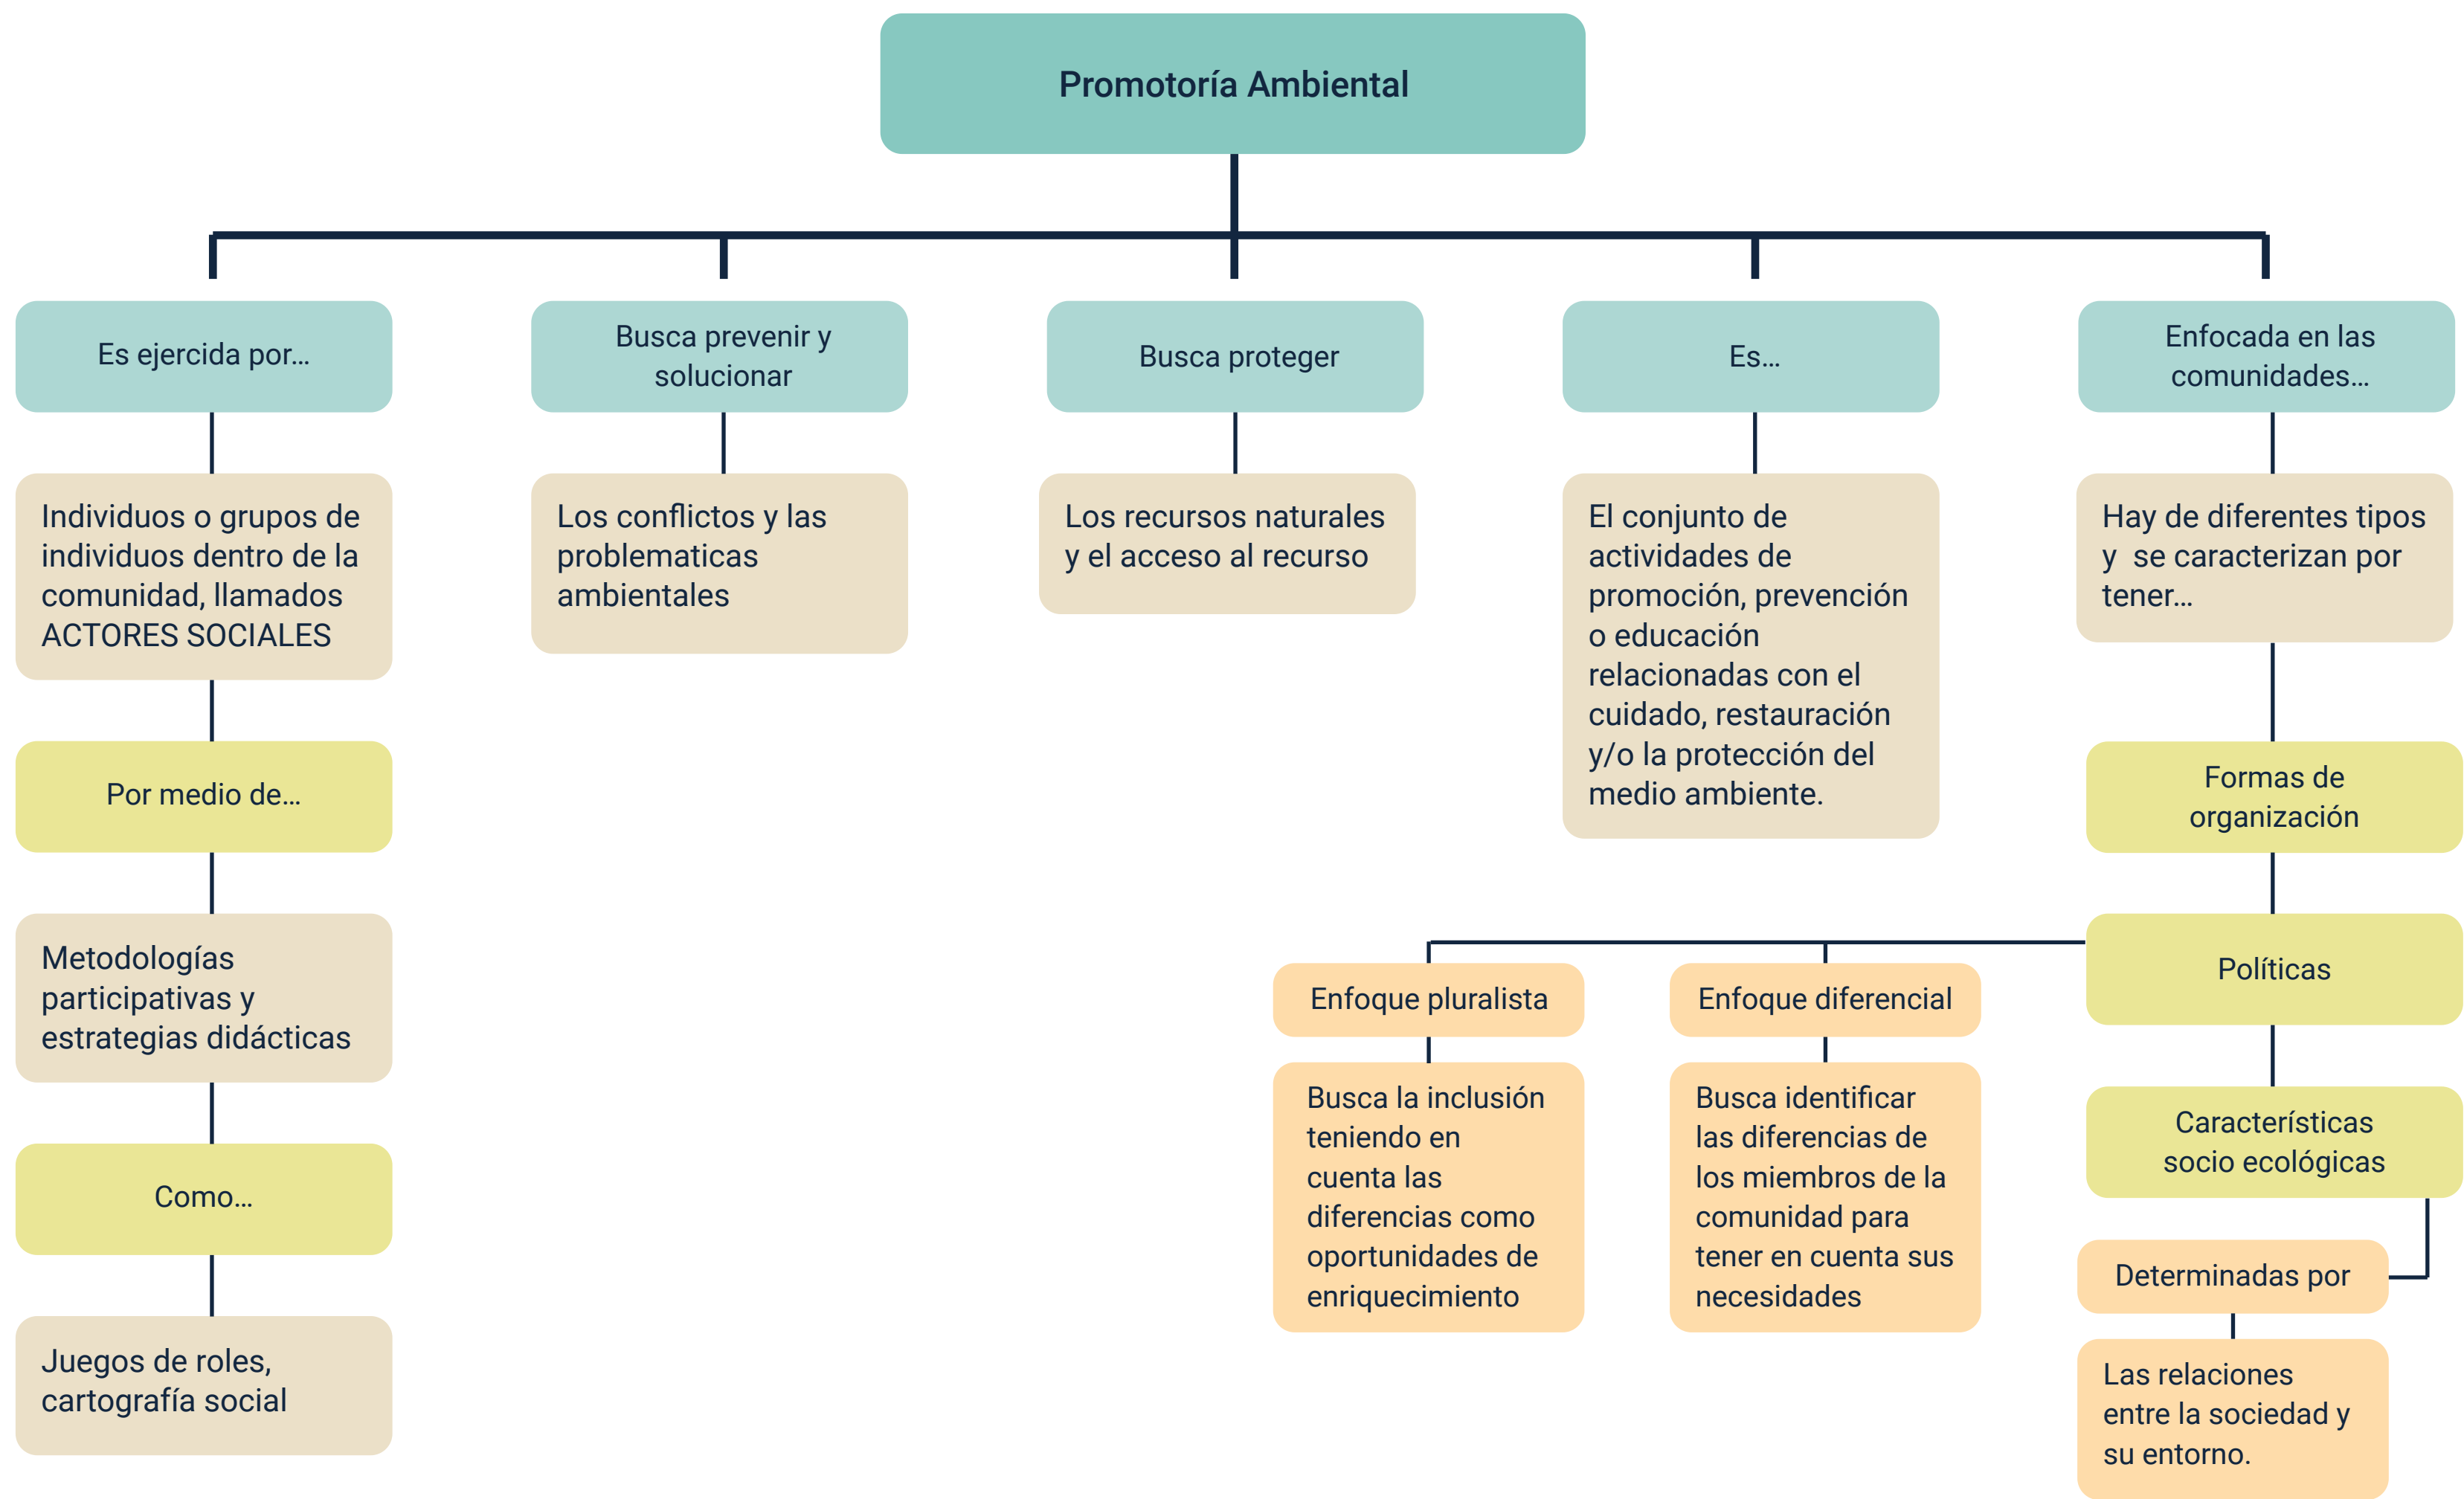 Promotoría Ambiental
Es ejercida por...
Busca prevenir y
solucionar
Busca proteger
Es...
Enfocada en las
comunidades...
Individuos o grupos de
individuos dentro de la
comunidad, llamados
ACTORES SOCIALES
Los conflictos y las
problematicas
ambientales
Los recursos naturales
y el acceso al recurso
El conjunto de
actividades de
promoción, prevención
o educación
relacionadas con el
cuidado, restauración
y/o la protección del
medio ambiente.
Hay de diferentes tipos
y  se caracterizan por
tener...
Por medio de...
Formas de
organización
Metodologías
participativas y
estrategias didácticas
Políticas
Enfoque pluralista
Enfoque diferencial
Busca la inclusión
teniendo en
cuenta las
diferencias como
oportunidades de
enriquecimiento
Busca identificar
las diferencias de
los miembros de la
comunidad para
tener en cuenta sus
necesidades
Características
socio ecológicas
Como...
Determinadas por
Juegos de roles,
cartografía social
Las relaciones
entre la sociedad y
su entorno.